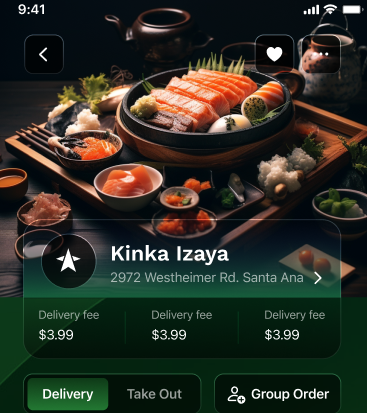 9:41
Kinka Izaya
2972 Westheimer Rd. Santa Ana
Delivery fee Delivery fee Delivery fee
$3.99 $3.99 $3.99
Delivery Take Out Group Order